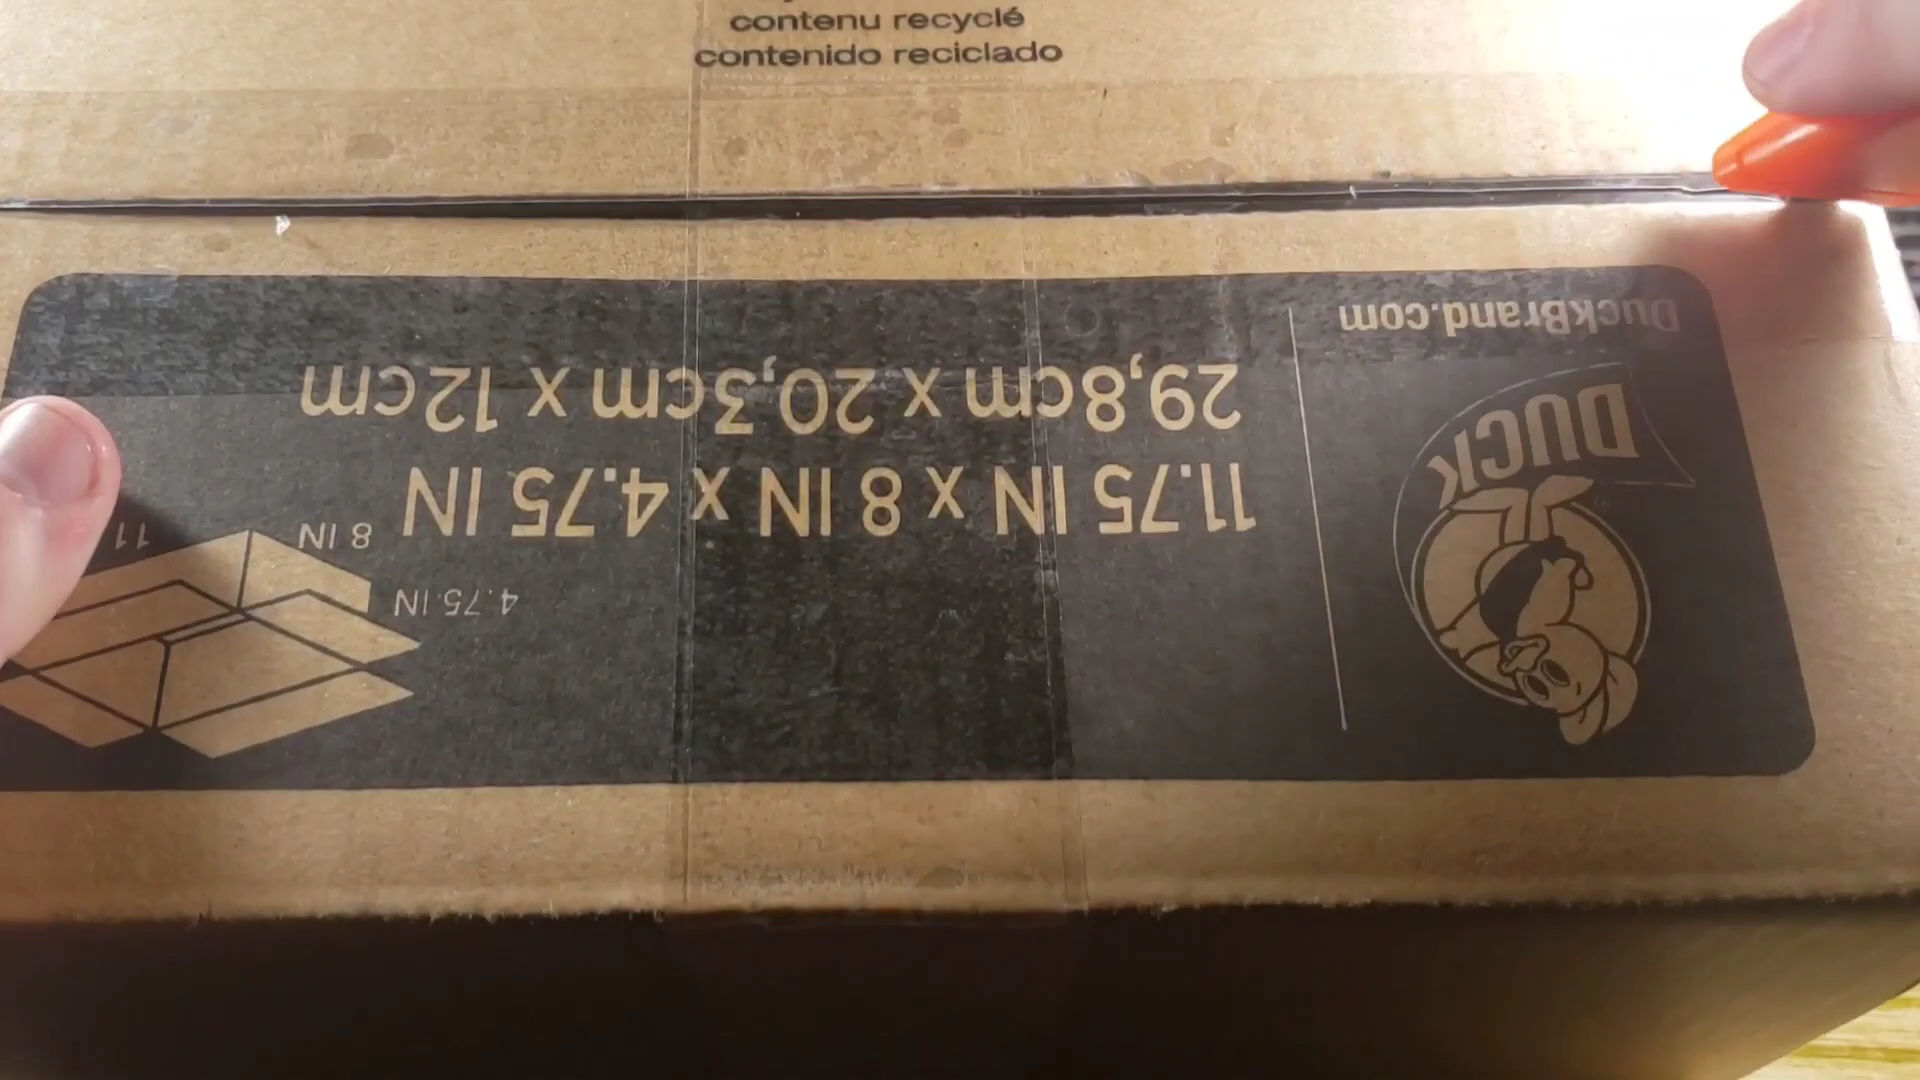 contenu recyclé
contenido reciclado
DuckBrand.com
DUCK
11.75 IN x 8 IN x 4.75 IN
29,8cm x 20,3cm x 12cm
4.75 IN
8 IN
11